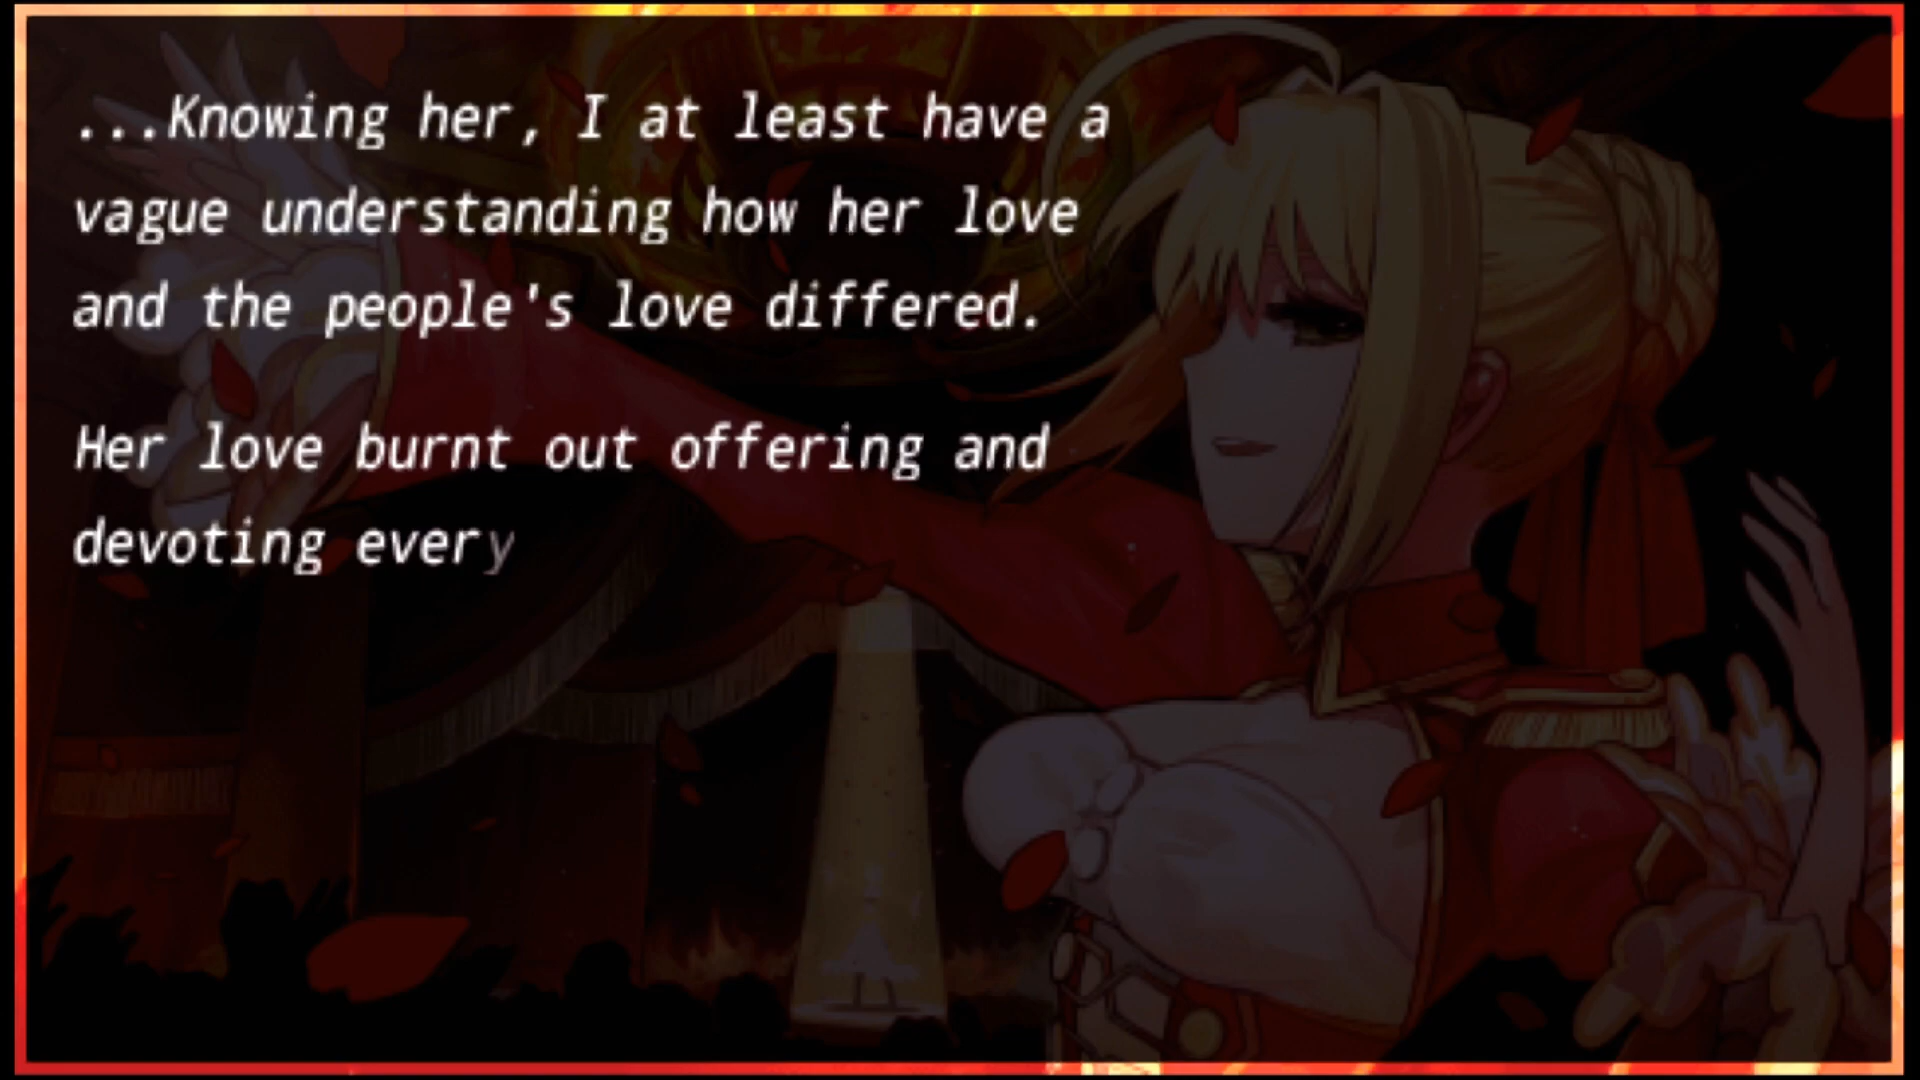 ...Knowing her, I at least have a
vague understanding how her love
and the people's love differed.
Her love burnt out offering and
devoting every